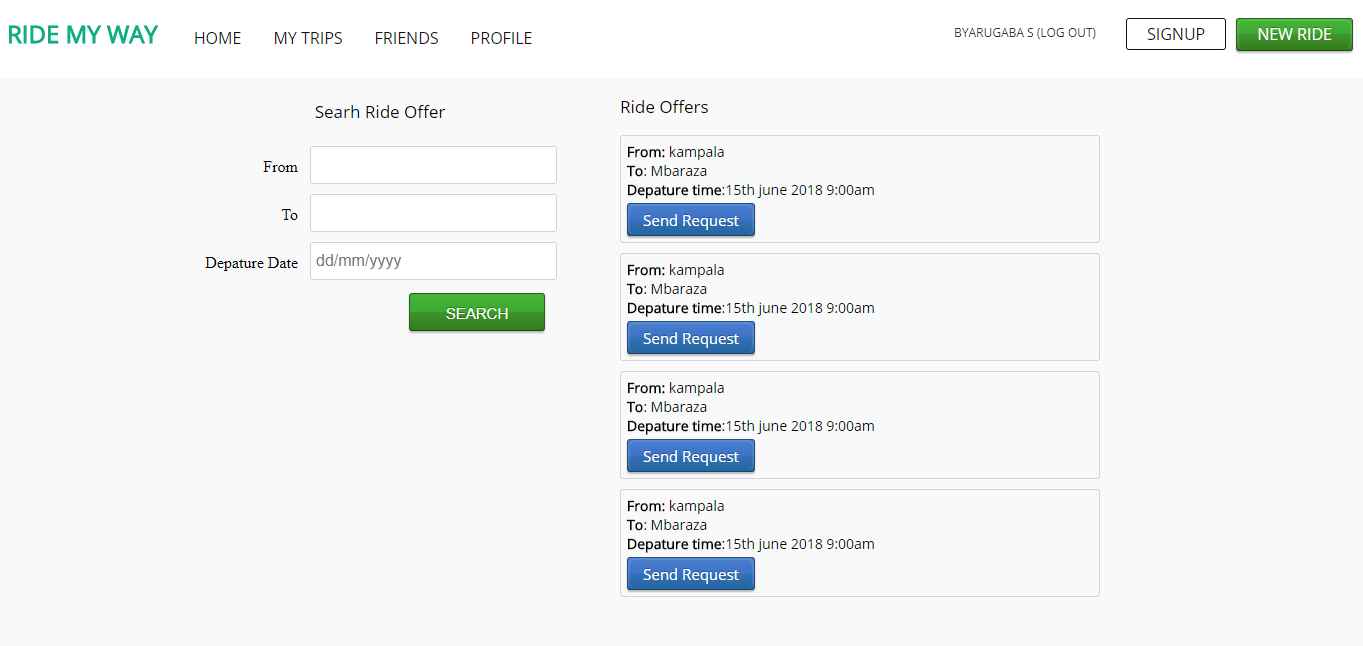 RIDE MY WAY
HOME
MY TRIPS
FRIENDS
PROFILE
BYARUGABA S (LOG OUT)
SIGNUP
NEW RIDE
Searh Ride Offer
From
To
Depature Date
dd/mm/yyyy
SEARCH
Ride Offers
From: kampala
To: Mbaraza
Depature time:15th june 2018 9:00am
Send Request
From: kampala
To: Mbaraza
Depature time:15th june 2018 9:00am
Send Request
From: kampala
To: Mbaraza
Depature time:15th june 2018 9:00am
Send Request
From: kampala
To: Mbaraza
Depature time:15th june 2018 9:00am
Send Request